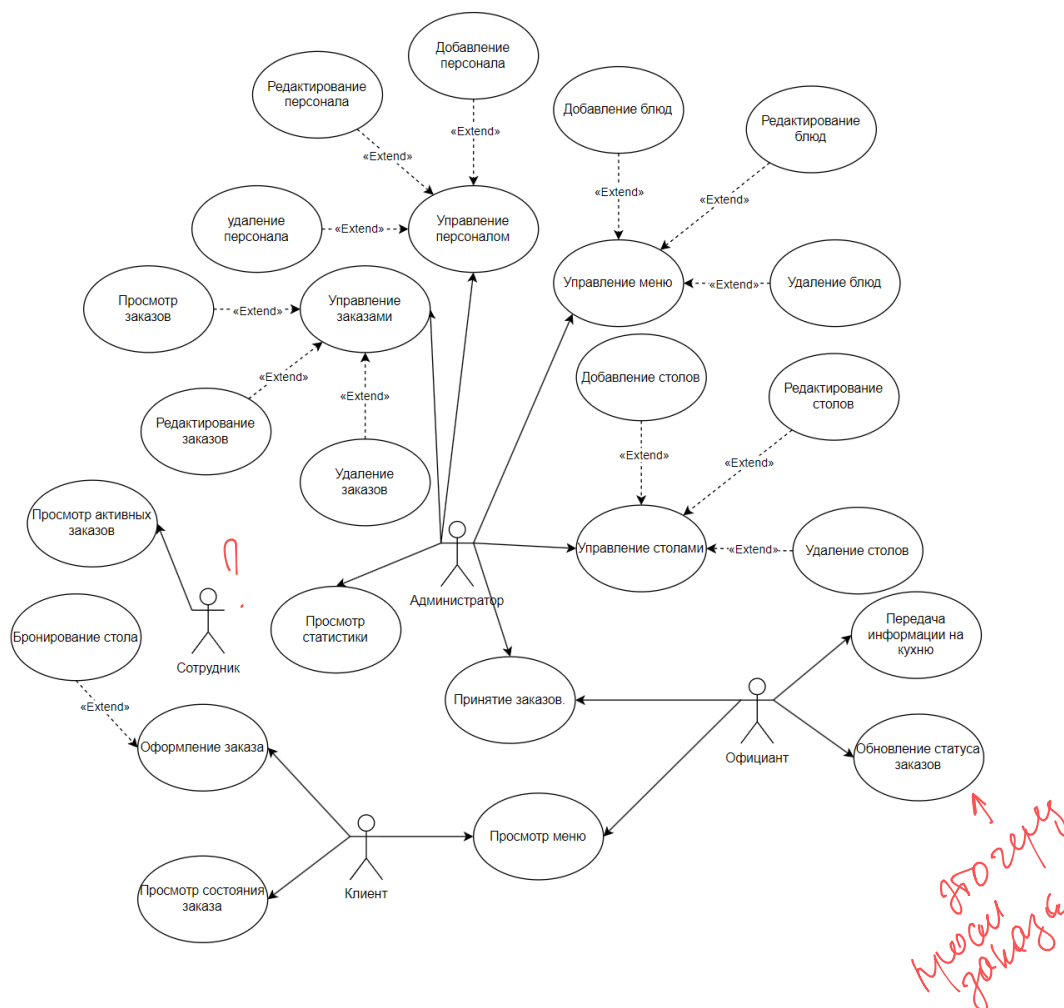 Добавление
персонала
Редактирование
персонала
Добавление блюд
Редактирование
блюд
«Extend»
«Extend»
«Extend»
«Extend»
удаление
персонала
«Extend»
Управление
персоналом
Управление меню
«Extend»
Удаление блюд
Просмотр
заказов
«Extend»
Управление
заказами
«Extend»
«Extend»
Добавление столов
Редактирование
столов
Редактирование
заказов
Удаление
заказов
«Extend»
«Extend»
Просмотр активных
заказов
Управление столами
«Extend»
Удаление столов
?
Администратор
Просмотр
статистики
Бронирование стола
Сотрудник
Передача
информации на
кухню
«Extend»
Принятие заказов.
Оформление заказа
Официант
Обновление статуса
заказов
Просмотр меню
Клиент
Просмотр состояния
заказа
это
заказа